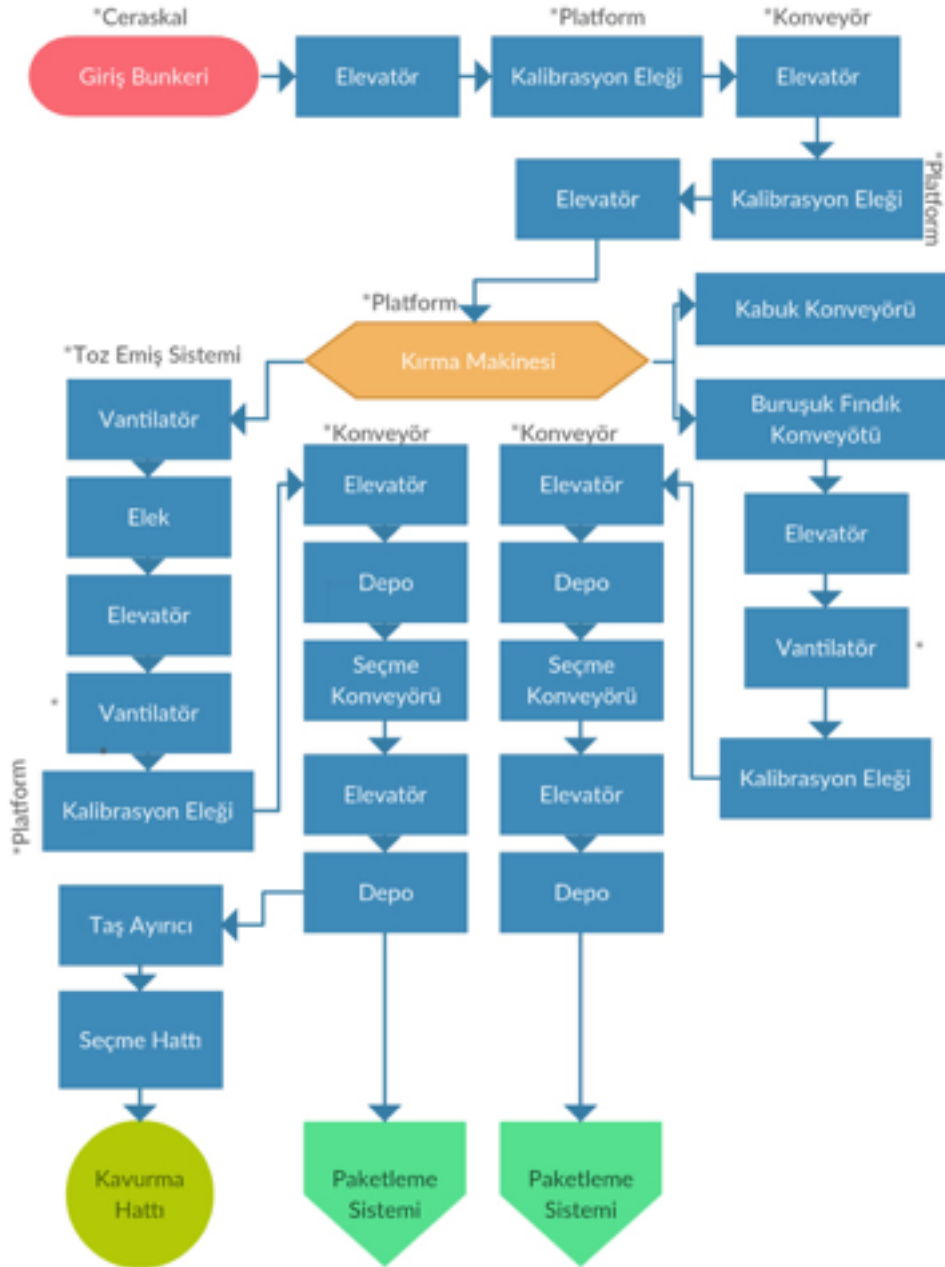 *Ceraskal
*Platform
*Konveyör
Giriş Bunkeri
Elevatör
Kalibrasyon Eleği
Elevatör
*Platform
Elevatör
Kalibrasyon Eleği
*Platform
Kabuk Konveyörü
Kırma Makinesi
*Toz Emiş Sistemi
Vantilatör
Buruşuk Fındık
Konveyötü
*Konveyör
*Konveyör
Elevatör
Elevatör
Elek
Elevatör
Depo
Depo
Elevatör
Vantilatör
*
Seçme
Konveyörü
Seçme
Konveyörü
*
Vantilatör
Kalibrasyon Eleği
Elevatör
Elevatör
*Platform
Kalibrasyon Eleği
Depo
Depo
Taş Ayırıcı
Seçme Hattı
Kavurma
Hattı
Paketleme
Sistemi
Paketleme
Sistemi